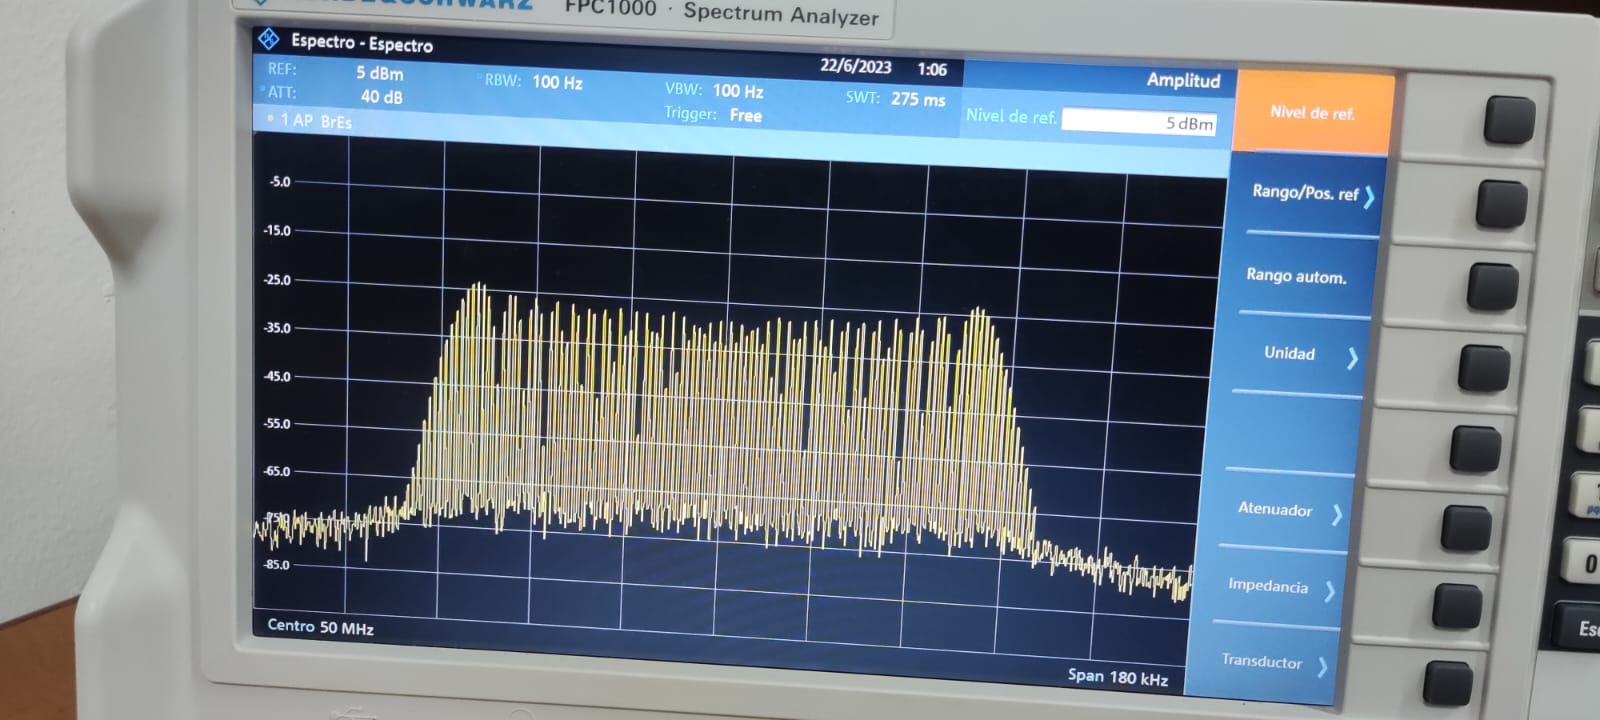 FPC1000 · Spectrum Analyzer
Espectro - Espectro
22/6/2023 1:06
Amplitud
REF: 5 dBm
RBW: 100 Hz
VBW: 100 Hz
SWT: 275 ms
ATT: 40 dB
Trigger: Free
Nivel de ref. 5 dBm
1 AP BrEs
-5.0
-15.0
-25.0
-35.0
-45.0
-55.0
-65.0
-75.0
-85.0
Centro 50 MHz
Span 180 kHz
Nivel de ref.
Rango/Pos. ref
Rango autom.
Unidad
Atenuador
Impedancia
Transductor
0